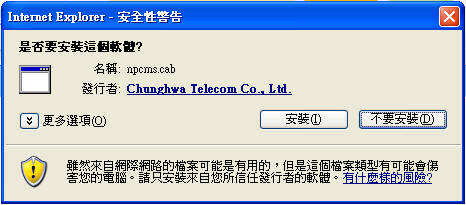 Internet Explorer - 安全性警告
是否要安裝這個軟體?
名稱: npcms.cab
發行者: Chunghwa Telecom Co., Ltd.
更多選項(O)
安裝(I)
不要安裝(D)
雖然來自網際網路的檔案可能是有用的，但是這個檔案類型有可能會傷
害您的電腦。請只安裝來自您所信任發行者的軟體。有什麼樣的風險?